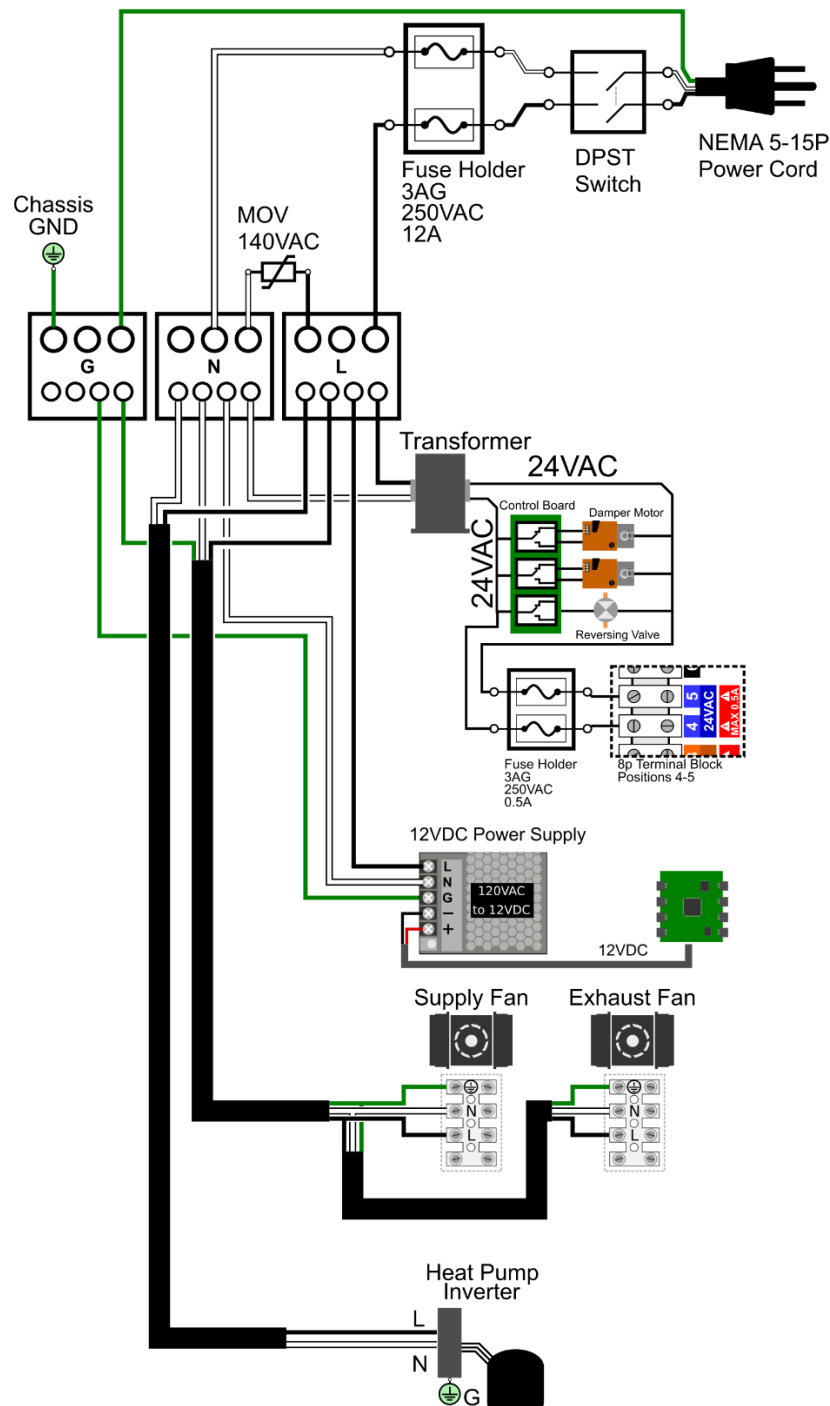 NEMA 5-15P
Power Cord
DPST
Switch
Fuse Holder
3AG
250VAC
12A
Chassis
GND
MOV
140VAC
G
N
L
Transformer
24VAC
24VAC
Control Board
Damper Motor
Reversing Valve
5
4
24VAC
MAX 0.5A
8p Terminal Block
Positions 4-5
Fuse Holder
3AG
250VAC
0.5A
12VDC Power Supply
L
N
G
−
+
120VAC
to 12VDC
12VDC
Supply Fan
Exhaust Fan
N
L
N
L
Heat Pump
Inverter
L
N
G